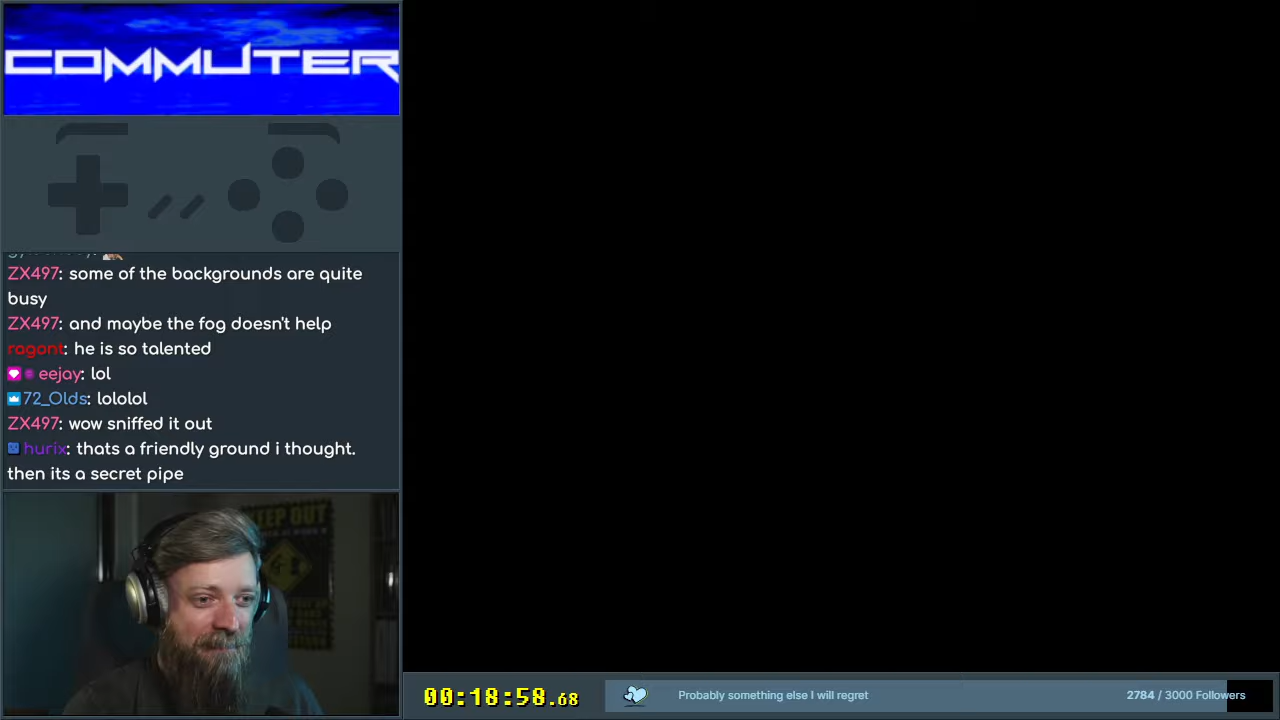 COMMUTER
ZX497: some of the backgrounds are quite
busy
ZX497: and maybe the fog doesn't help
ragont: he is so talented
eejay: lol
72_Olds: lololol
ZX497: wow sniffed it out
hurix: thats a friendly ground i thought.
then its a secret pipe
KEEP OUT
00:18:58.68
Probably something else I will regret
2784 / 3000 Followers